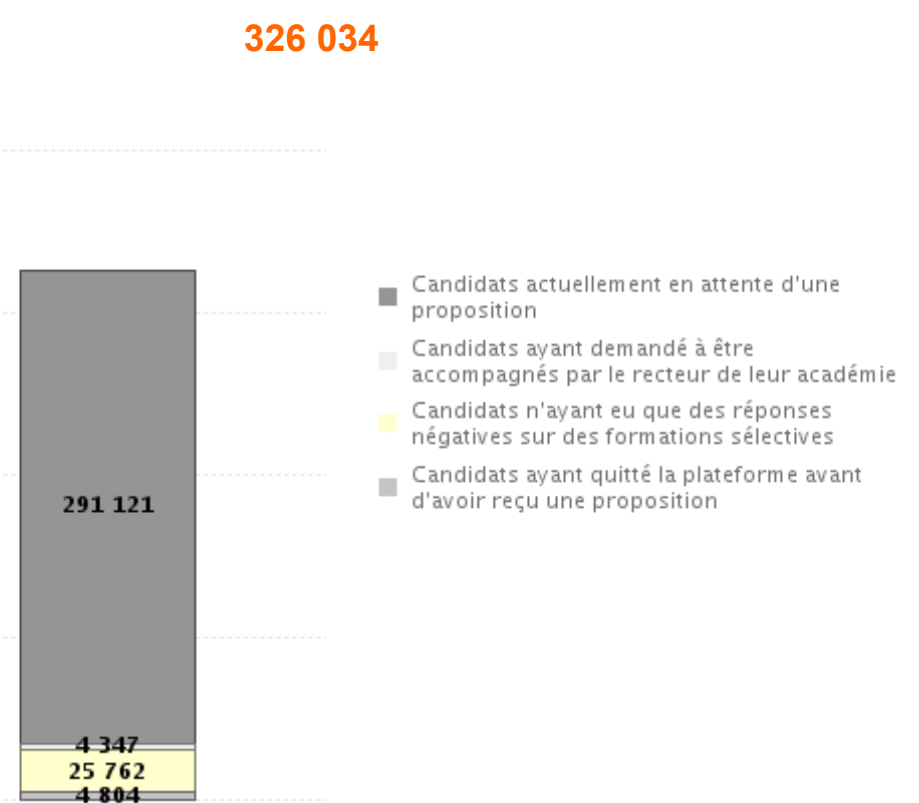 326 034
Candidats actuellement en attente d'une
proposition
Candidats ayant demandé à être
accompagnés par le recteur de leur académie
Candidats n'ayant eu que des réponses
négatives sur des formations sélectives
Candidats ayant quitté la plateforme avant
d'avoir reçu une proposition
291 121
4 347
25 762
4 804